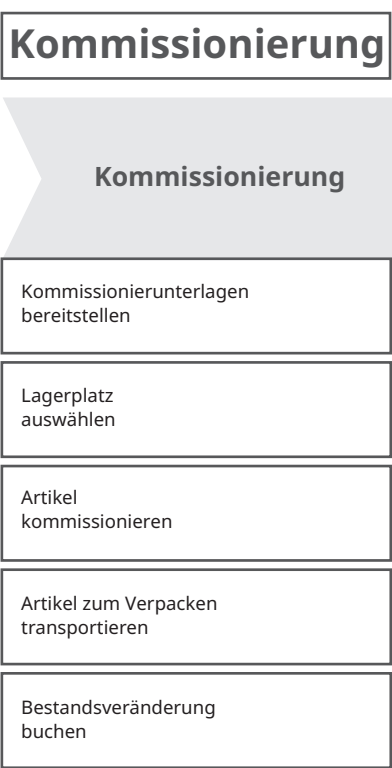 Kommissionierung
Kommissionierung
Kommissionierunterlagen
bereitstellen
Lagerplatz
auswählen
Artikel
kommissionieren
Artikel zum Verpacken
transportieren
Bestandsveränderung
buchen